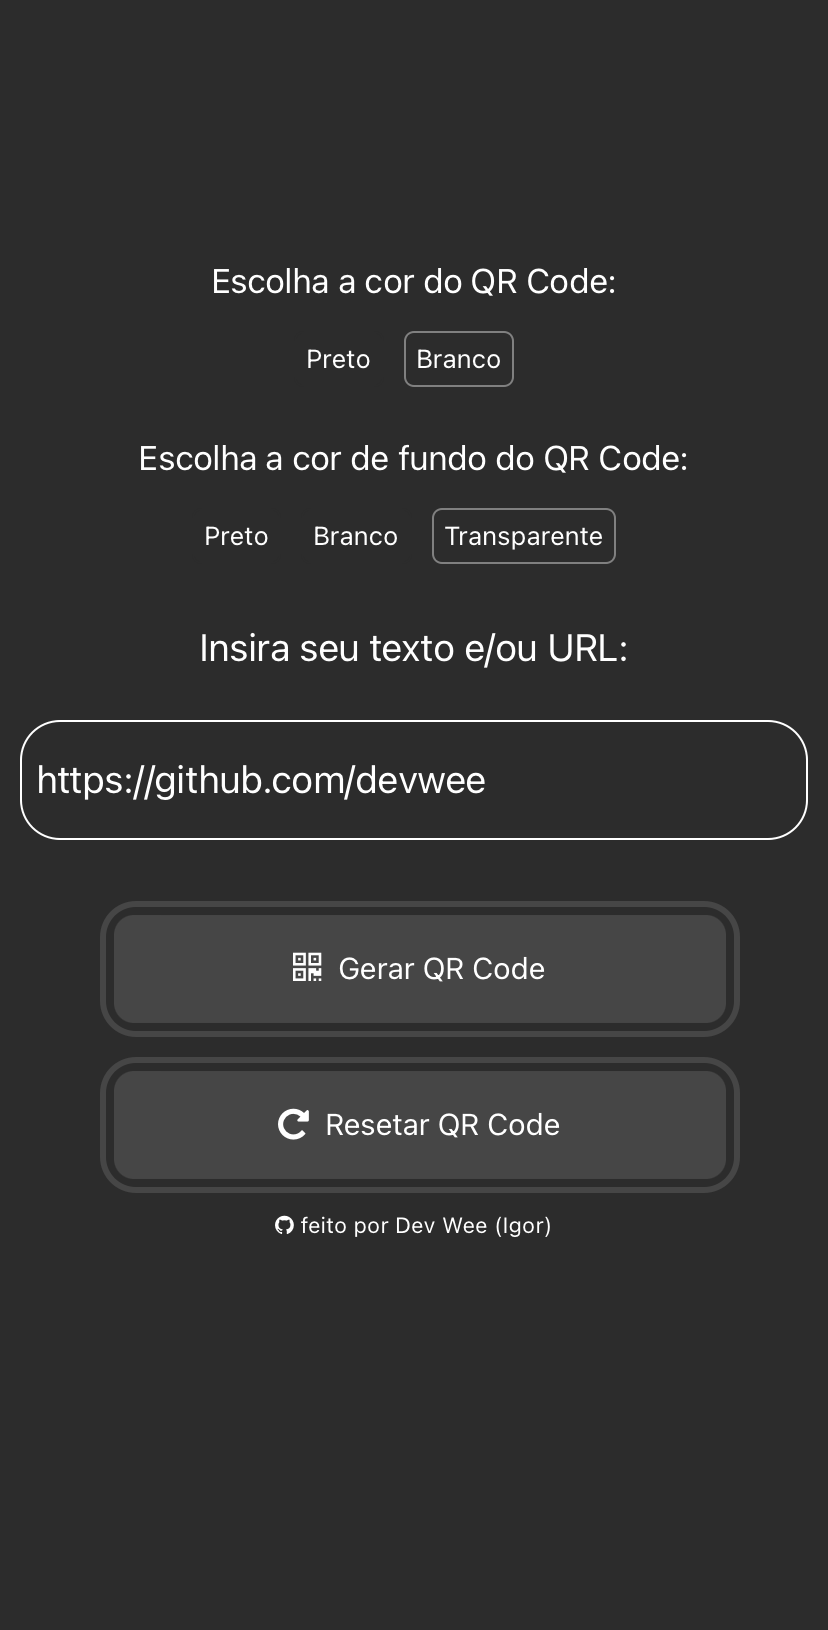 Escolha a cor do QR Code:
Preto Branco
Escolha a cor de fundo do QR Code:
Preto Branco Transparente
Insira seu texto e/ou URL:
https://github.com/devwee
Gerar QR Code
Resetar QR Code
feito por Dev Wee (Igor)